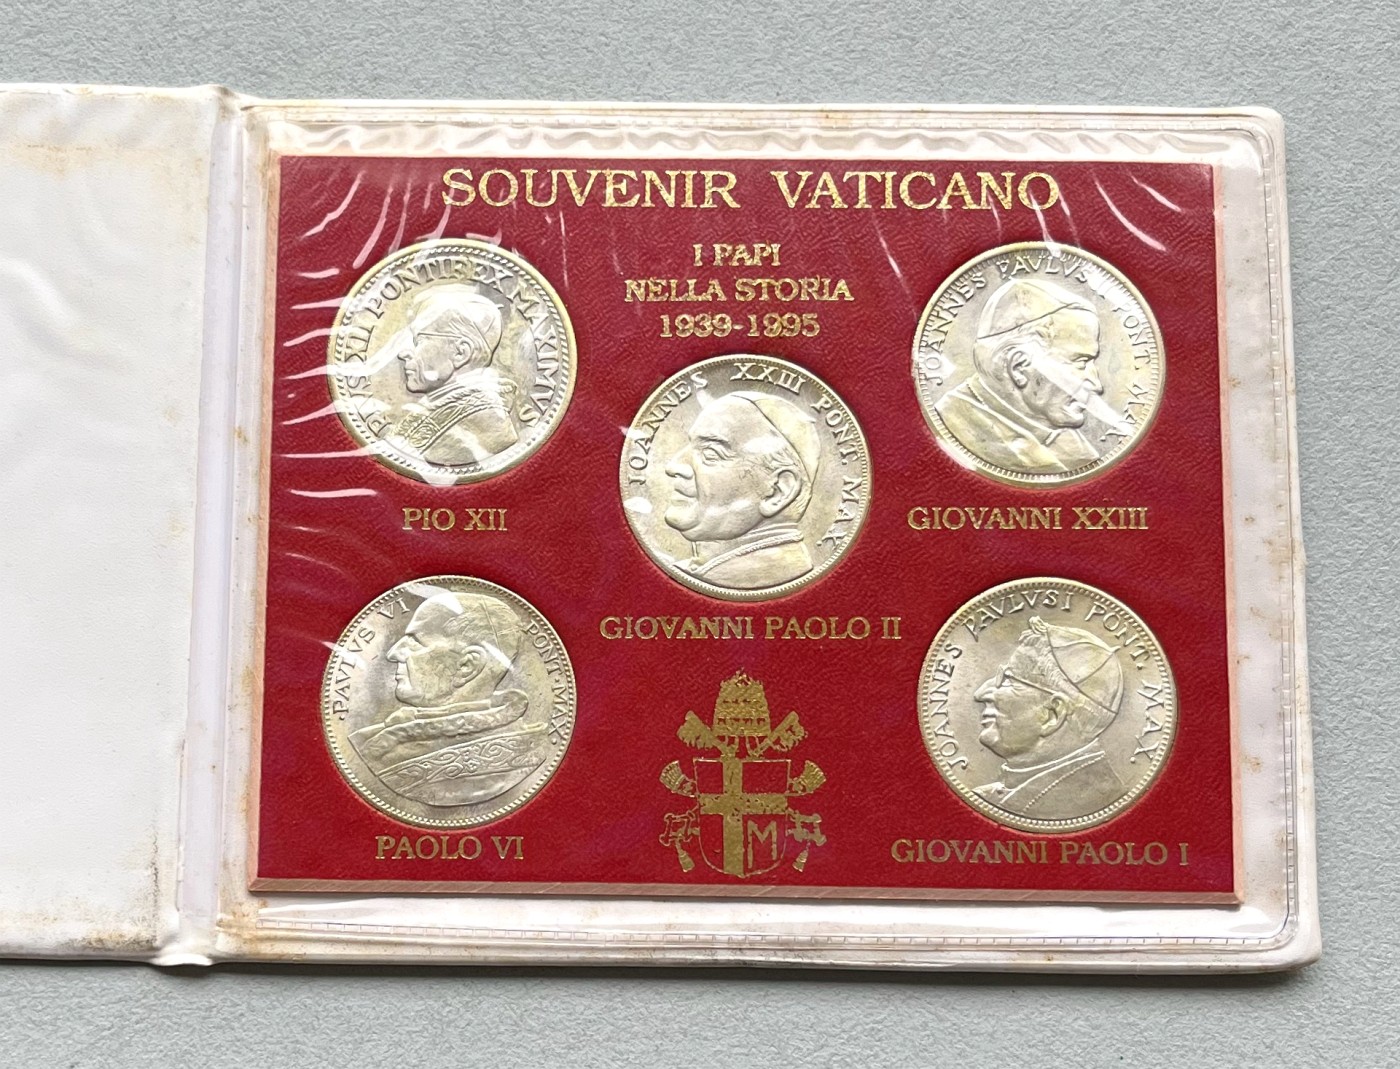 SOUVENIR VATICANO
I PAPI
NELLA STORIA
1939-1995
PIVS XII PONTIFEX MAXIMVS
PIO XII
IOANNES XXIII PONT. MAX.
GIOVANNI PAOLO II
JOANNES PAVLVS II PONT. MAX.
GIOVANNI XXIII
·PAVLVS VI PONT·MAX·
PAOLO VI
M
JOANNES PAVLVS I PONT. MAX.
GIOVANNI PAOLO I